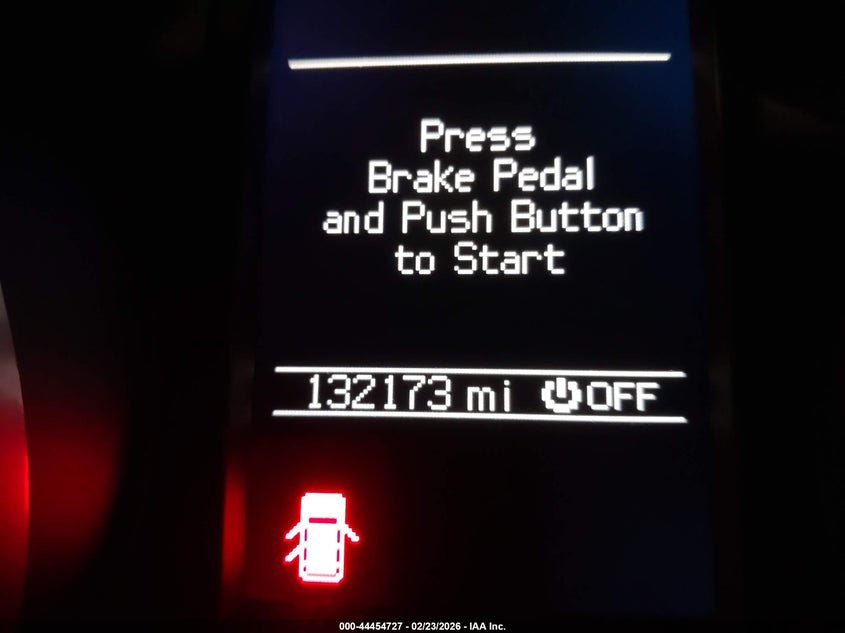 Press
Brake Pedal
and Push Button
to Start
132173 mi OFF
000-44454727 - 02/23/2026 - IAA Inc.